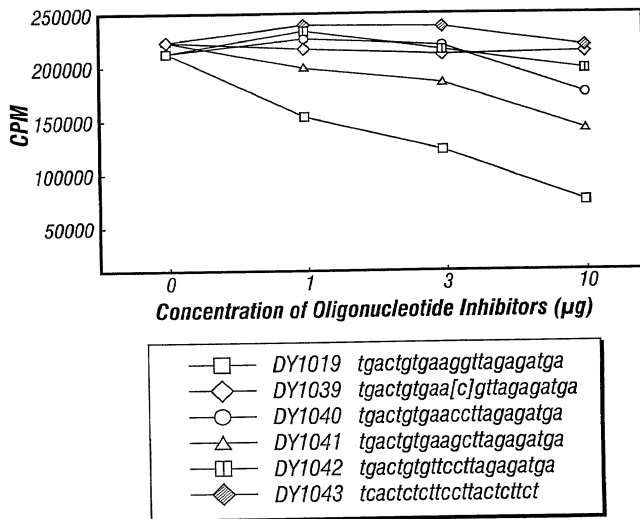 250000
200000
150000
100000
50000
CPM
0 1 3 10
Concentration of Oligonucleotide Inhibitors (µg)
DY1019 tgactgtgaaggttagagatga
DY1039 tgactgtgaa[c]gttagagatga
DY1040 tgactgtgaaccttagagatga
DY1041 tgactgtgaagcttagagatga
DY1042 tgactgtgttccttagagatga
DY1043 tcactctcttccttactcttct